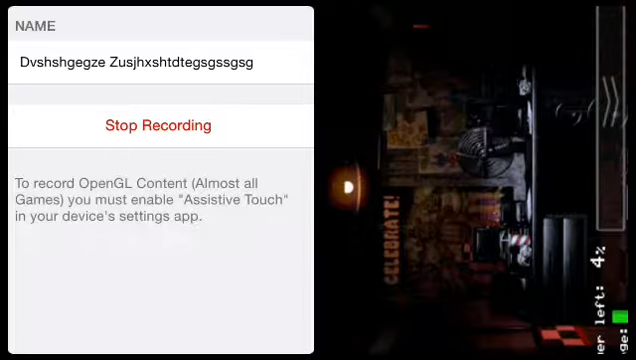 NAME
Dvshshgegze Zusjhxshtdtegsgssgsg
Stop Recording
To record OpenGL Content (Almost all
Games) you must enable "Assistive Touch"
in your device's settings app.
CELEBRATE!
er left: 4%
ge: